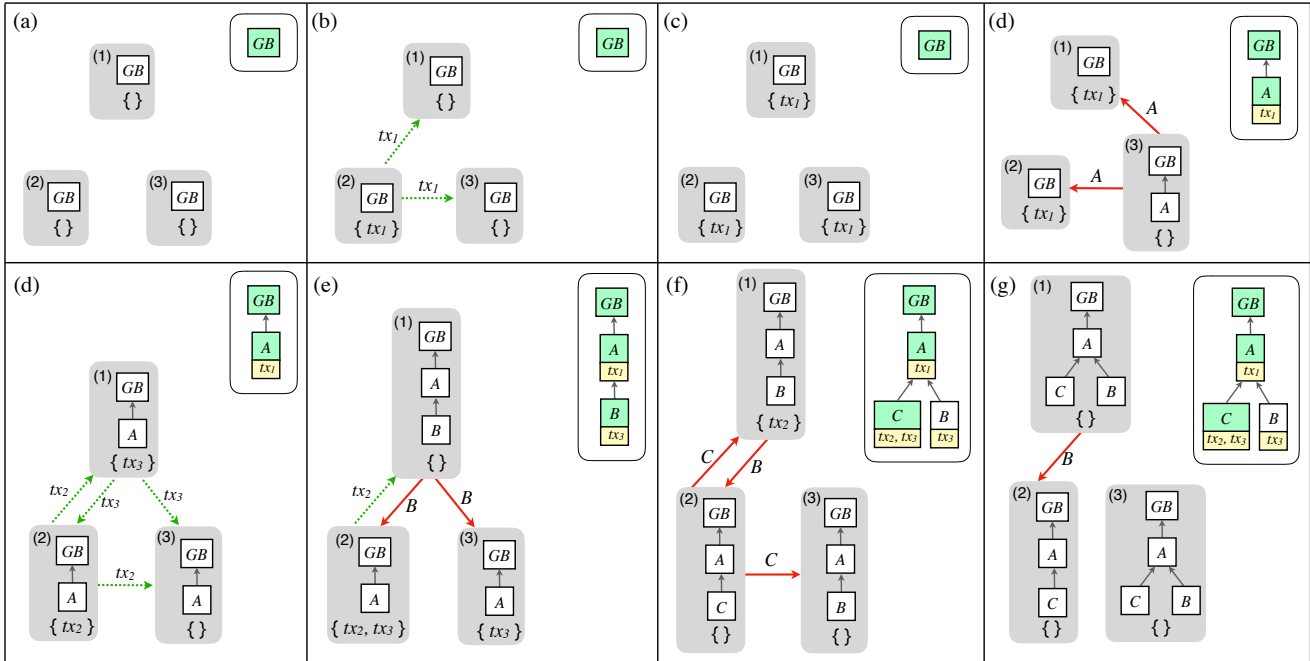 (a)
GB
(1)
GB
{ }
(2)
GB
{ }
(3)
GB
{ }
(b)
GB
(1)
GB
{ }
tx1
tx1
(2)
GB
{ tx1 }
(3)
GB
{ }
(c)
GB
(1)
GB
{ tx1 }
(2)
GB
{ tx1 }
(3)
GB
{ tx1 }
(d)
GB
A
tx1
(1)
GB
{ tx1 }
A
A
(2)
GB
{ tx1 }
(3)
GB
A
{ }
(d)
GB
A
tx1
(1)
GB
A
{ tx3 }
tx2
tx3
tx3
(2)
GB
A
{ tx2 }
tx2
(3)
GB
A
{ }
(e)
GB
A
tx1
B
tx3
(1)
GB
A
B
{ }
tx2
B
B
(2)
GB
A
{ tx2, tx3 }
(3)
GB
A
{ tx3 }
(f)
GB
A
tx1
C
tx2, tx3
B
tx3
(1)
GB
A
B
{ tx2 }
C
B
(2)
GB
A
C
{ }
C
(3)
GB
A
B
{ }
(g)
GB
A
tx1
C
tx2, tx3
B
tx3
(1)
GB
A
C
B
{ }
B
(2)
GB
A
C
{ }
(3)
GB
A
C
B
{ }